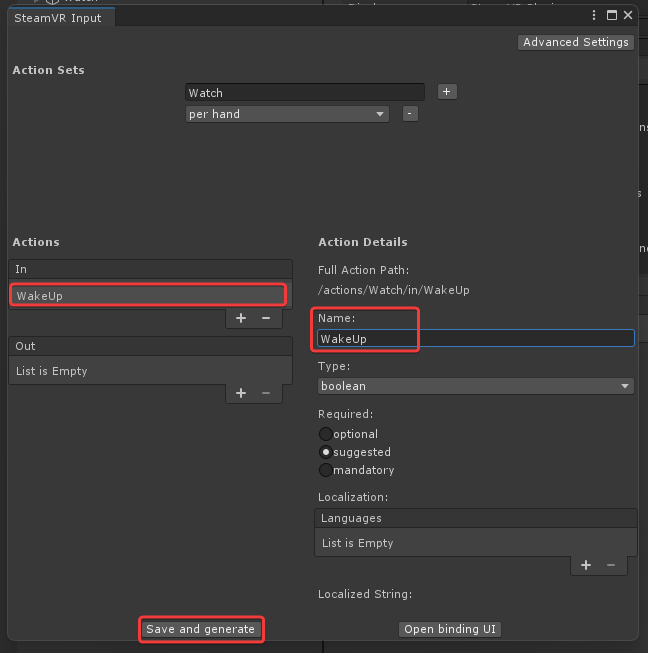 Watch
SteamVR Input
Advanced Settings
Action Sets
Watch
+
per hand
-
Actions
Action Details
In
WakeUp
+ −
Out
List is Empty
+ −
Full Action Path:
/actions/Watch/in/WakeUp
Name:
WakeUp
Type:
boolean
Required:
optional
suggested
mandatory
Localization:
Languages
List is Empty
+ −
Localized String:
Save and generate
Open binding UI